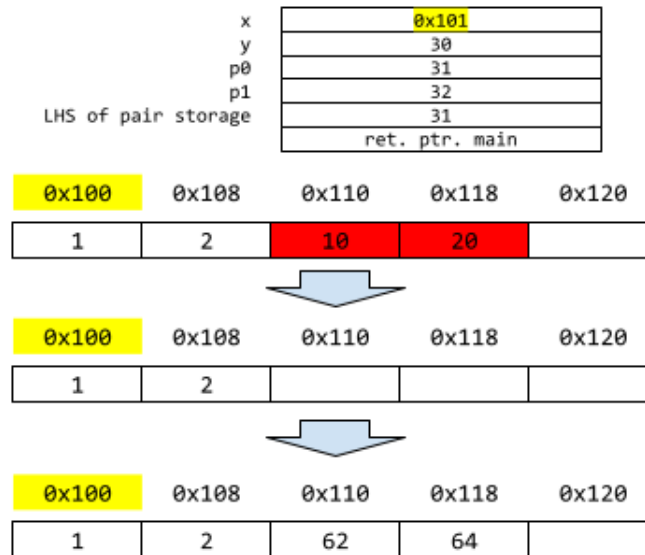 x 0x101
y 30
p0 31
p1 32
LHS of pair storage 31
ret. ptr. main
0x100 0x108 0x110 0x118 0x120
1 2 10 20
0x100 0x108 0x110 0x118 0x120
1 2
0x100 0x108 0x110 0x118 0x120
1 2 62 64